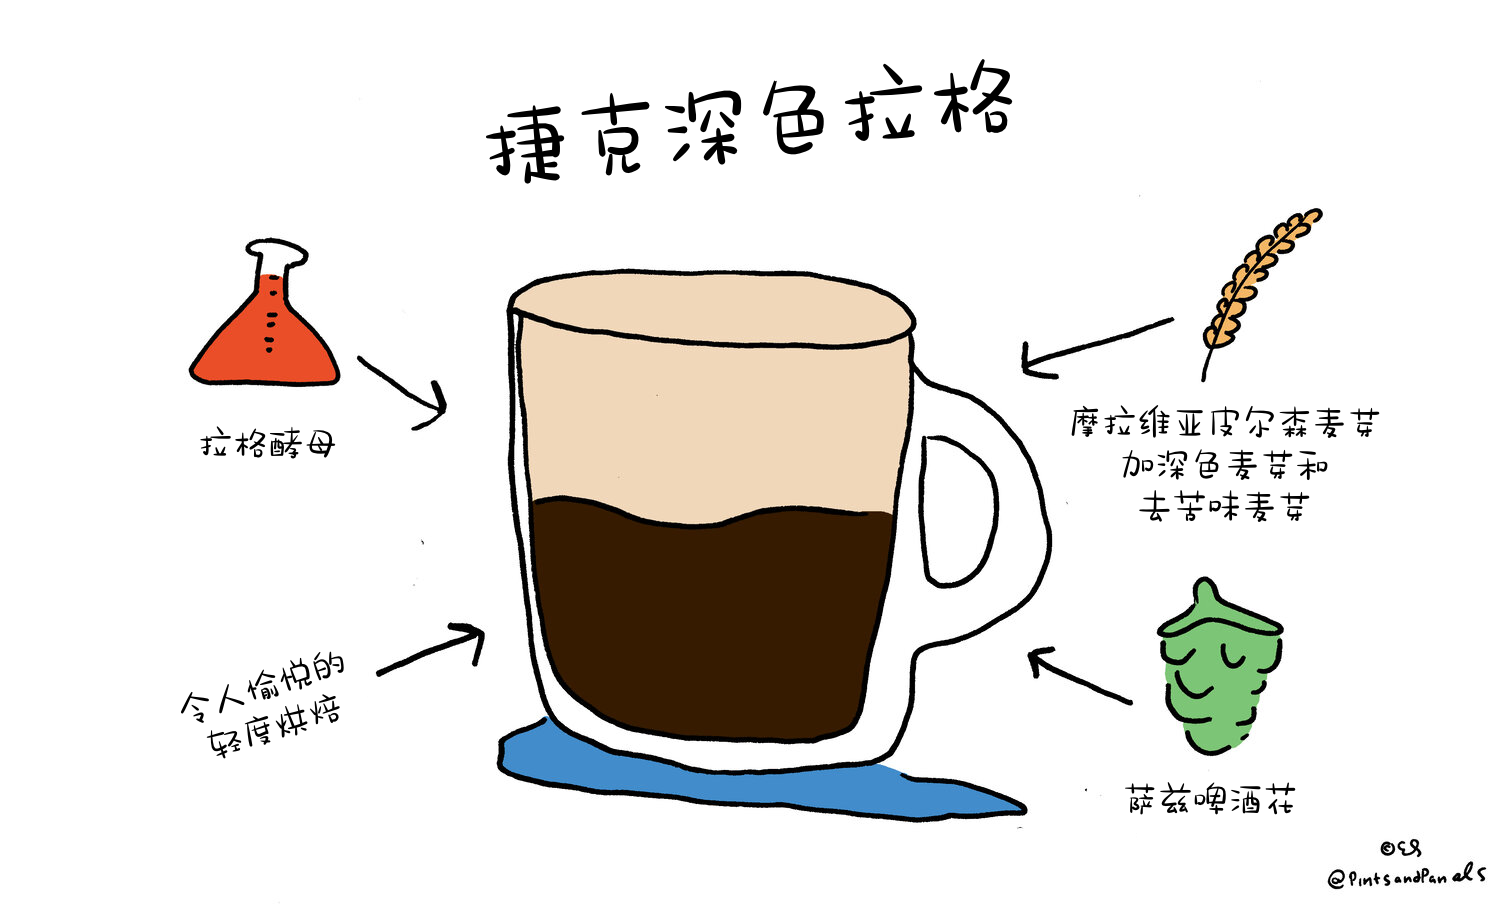 捷克深色拉格
拉格酵母
摩拉维亚皮尔森麦芽
加深色麦芽和
去苦味麦芽
令人愉悦的
轻度烘焙
萨兹啤酒花
@PintsandPanels